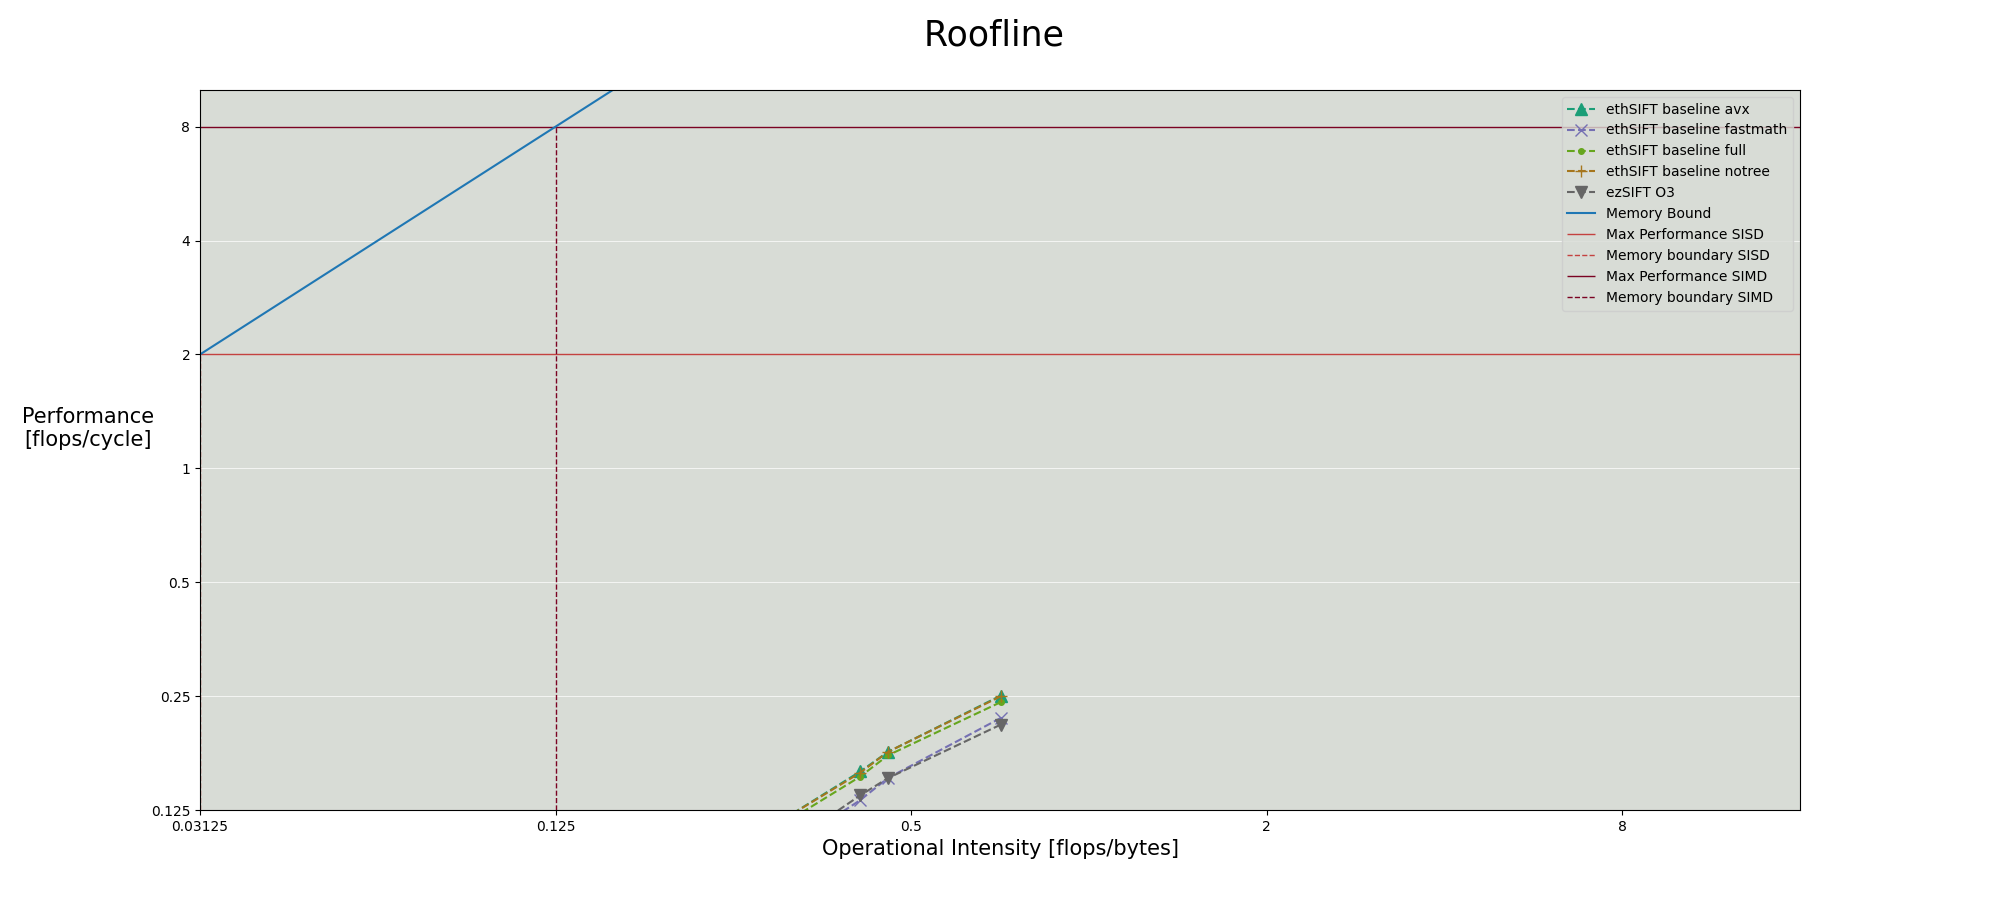 Roofline
8
4
2
1
0.5
0.25
0.125
Performance
[flops/cycle]
ethSIFT baseline avx
ethSIFT baseline fastmath
ethSIFT baseline full
ethSIFT baseline notree
ezSIFT O3
Memory Bound
Max Performance SISD
Memory boundary SISD
Max Performance SIMD
Memory boundary SIMD
0.03125 0.125 0.5 2 8
Operational Intensity [flops/bytes]